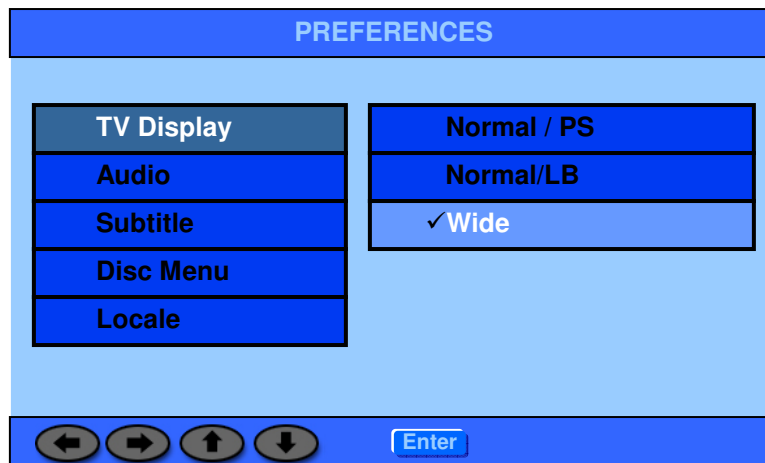 PREFERENCES
TV Display
Audio
Subtitle
Disc Menu
Locale
Normal / PS
Normal/LB
✓Wide
Enter